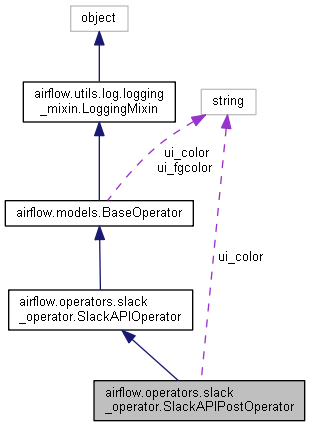 object
airflow.utils.log.logging
_mixin.LoggingMixin
string
ui_color
ui_fgcolor
airflow.models.BaseOperator
ui_color
airflow.operators.slack
_operator.SlackAPIOperator
airflow.operators.slack
_operator.SlackAPIPostOperator